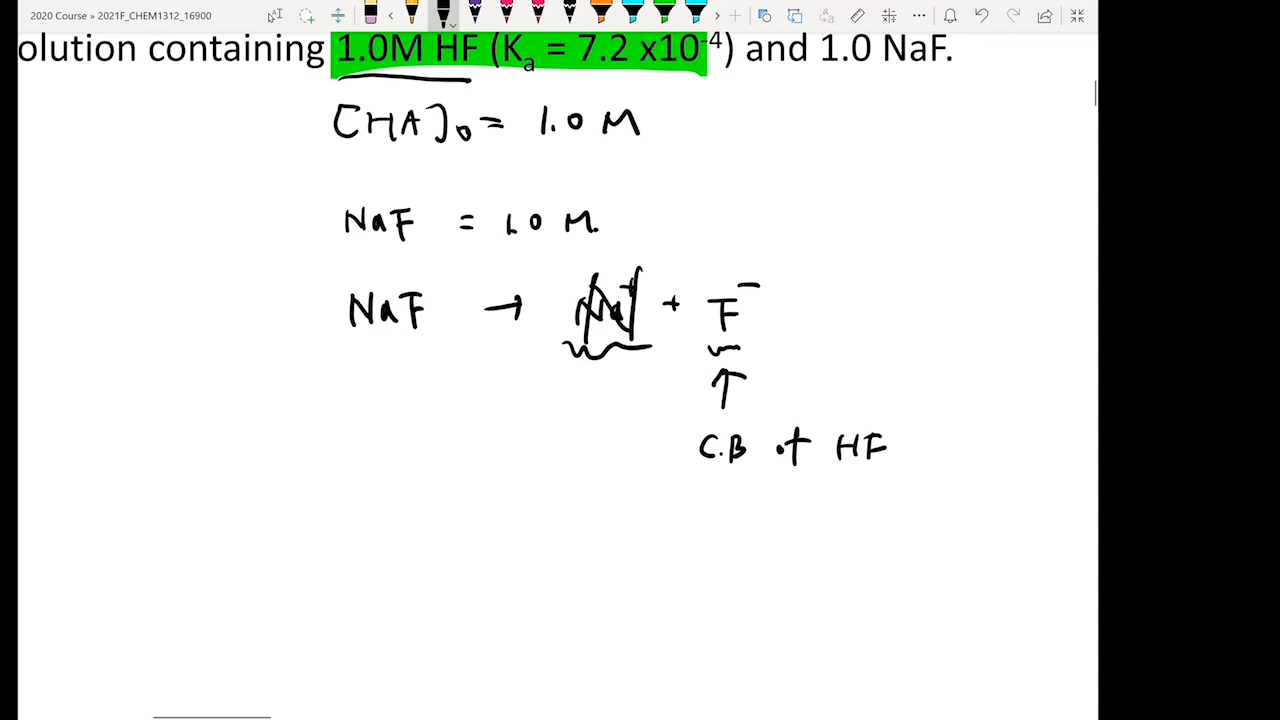 2020 Course » 2021F_CHEM1312_16900
olution containing 1.0M HF (Kₐ = 7.2 x10⁻⁴) and 1.0 NaF.
[HA]₀ = 1.0 M
NaF = 1.0 M.
NaF → Na⁺ + F⁻
C.B of HF